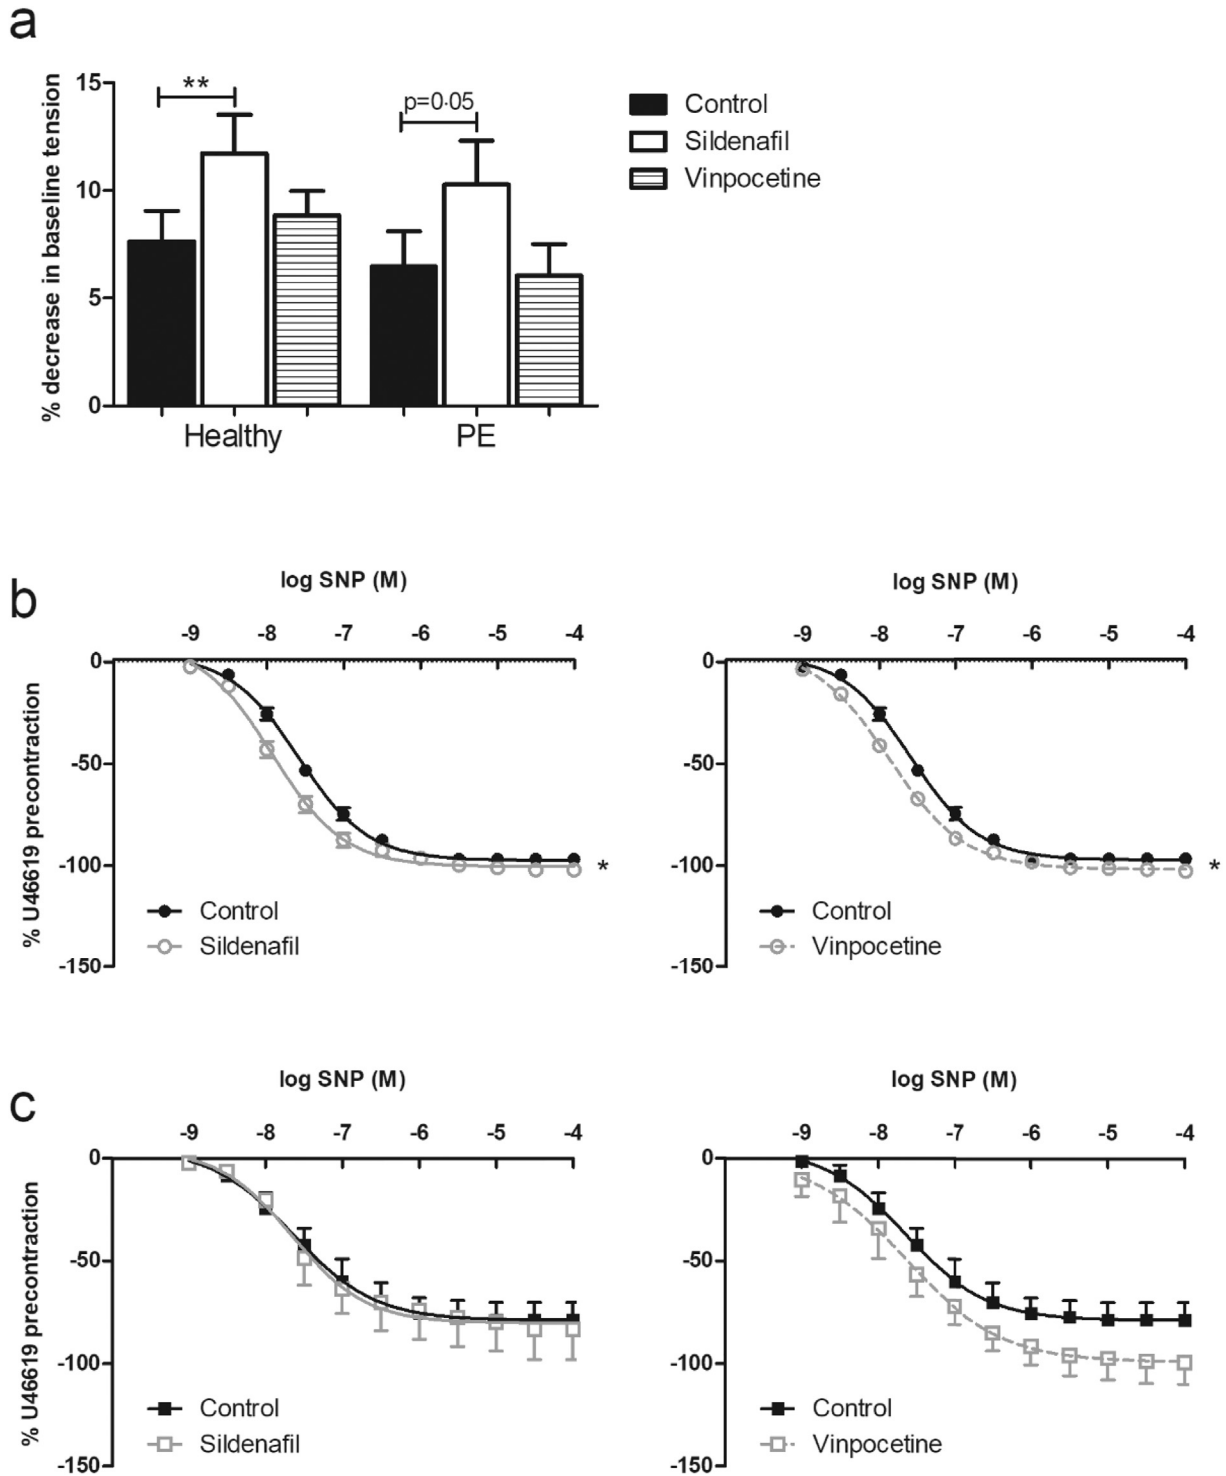 a
% decrease in baseline tension
15
10
5
0
**
p=0·05
Healthy
PE
Control
Sildenafil
Vinpocetine
b
log SNP (M)
-9 -8 -7 -6 -5 -4
0
-50
-100
-150
% U46619 precontraction
*
Control
Sildenafil
log SNP (M)
-9 -8 -7 -6 -5 -4
0
-50
-100
-150
*
Control
Vinpocetine
c
log SNP (M)
-9 -8 -7 -6 -5 -4
0
-50
-100
-150
% U46619 precontraction
Control
Sildenafil
log SNP (M)
-9 -8 -7 -6 -5 -4
0
-50
-100
-150
Control
Vinpocetine